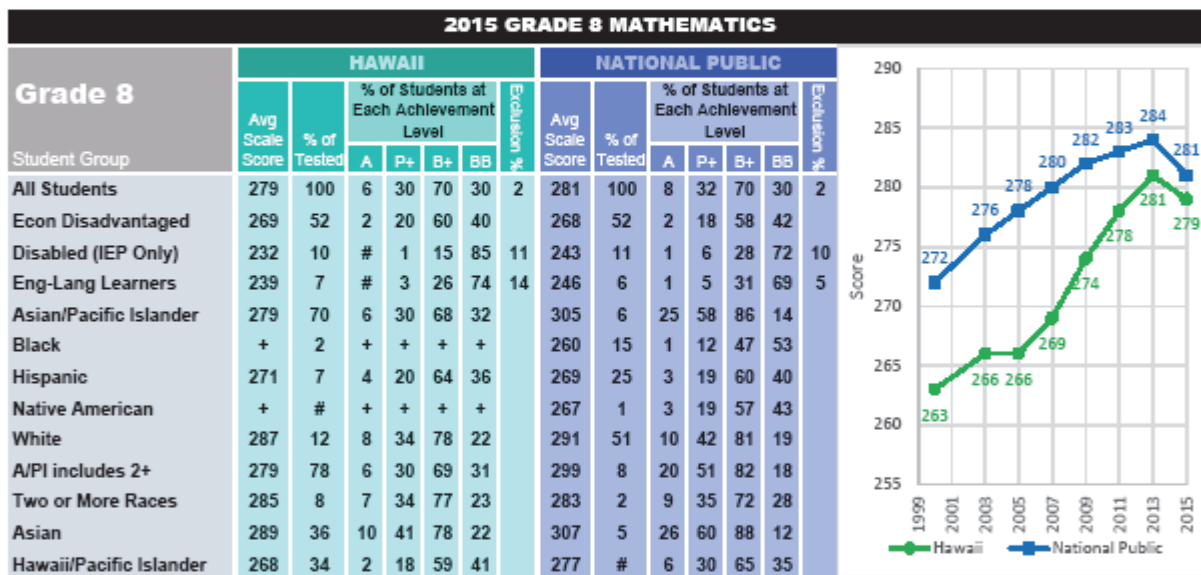 2015 GRADE 8 MATHEMATICS
Grade 8
Student Group
HAWAII
Avg Scale Score
% of Tested
% of Students at Each Achievement Level
A P+ B+ BB
Exclusion %
NATIONAL PUBLIC
Avg Scale Score
% of Tested
% of Students at Each Achievement Level
A P+ B+ BB
Exclusion %
All Students 279 100 6 30 70 30 2 281 100 8 32 70 30 2
Econ Disadvantaged 269 52 2 20 60 40 268 52 2 18 58 42
Disabled (IEP Only) 232 10 # 1 15 85 11 243 11 1 6 28 72 10
Eng-Lang Learners 239 7 # 3 26 74 14 246 6 1 5 31 69 5
Asian/Pacific Islander 279 70 6 30 68 32 305 6 25 58 86 14
Black + 2 + + + + 260 15 1 12 47 53
Hispanic 271 7 4 20 64 36 269 25 3 19 60 40
Native American + # + + + + 267 1 3 19 57 43
White 287 12 8 34 78 22 291 51 10 42 81 19
A/PI includes 2+ 279 78 6 30 69 31 299 8 20 51 82 18
Two or More Races 285 8 7 34 77 23 283 2 9 35 72 28
Asian 289 36 10 41 78 22 307 5 26 60 88 12
Hawaii/Pacific Islander 268 34 2 18 59 41 277 # 6 30 65 35
Score
290
285
280
275
270
265
260
255
272 276 278 280 282 283 284 281
263 266 266 269 274 278 281 279
1999 2001 2003 2005 2007 2009 2011 2013 2015
Hawaii National Public